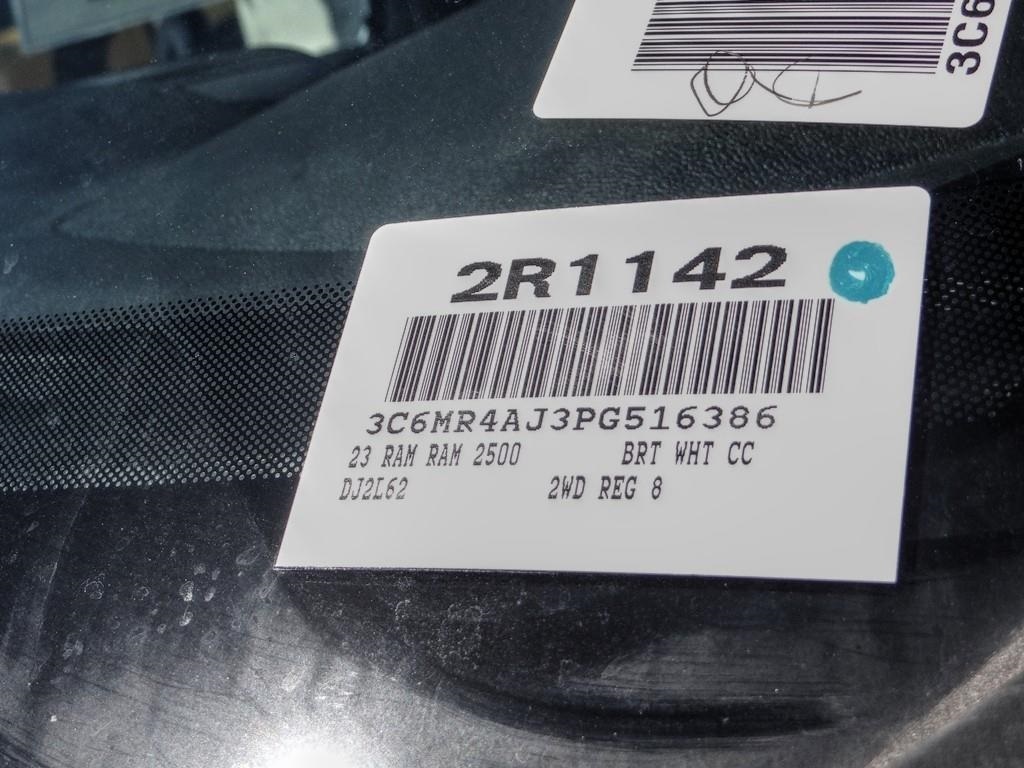 3C6
2R1142
3C6MR4AJ3PG516386
23 RAM RAM 2500 BRT WHT CC
DJ2L62 2WD REG 8